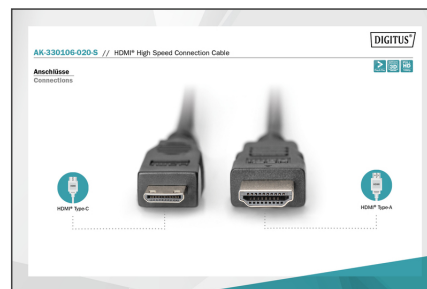 DIGITUS®
AK-330106-020-S // HDMI® High Speed Connection Cable
Anschlüsse
Connections
HDMI® Type-C
HDMI® Type-A